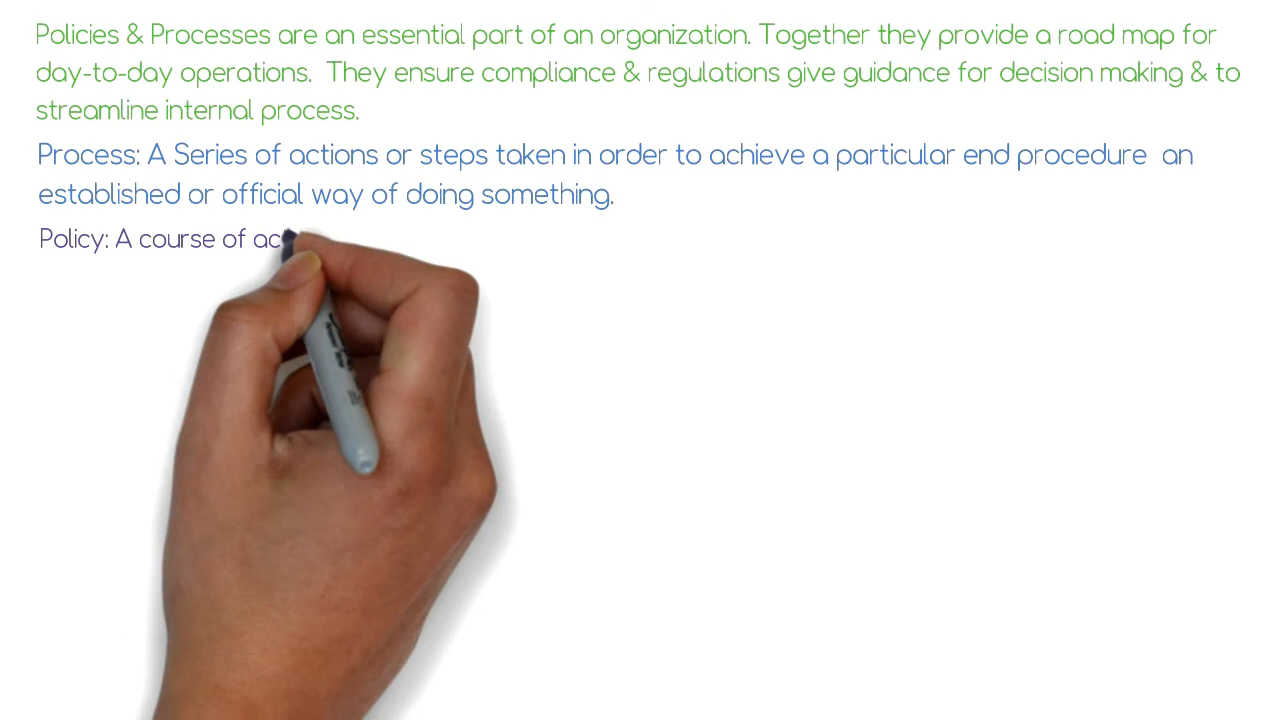 Policies & Processes are an essential part of an organization. Together they provide a road map for
day-to-day operations. They ensure compliance & regulations give guidance for decision making & to
streamline internal process.
Process: A Series of actions or steps taken in order to achieve a particular end procedure an
established or official way of doing something.
Policy: A course of ac